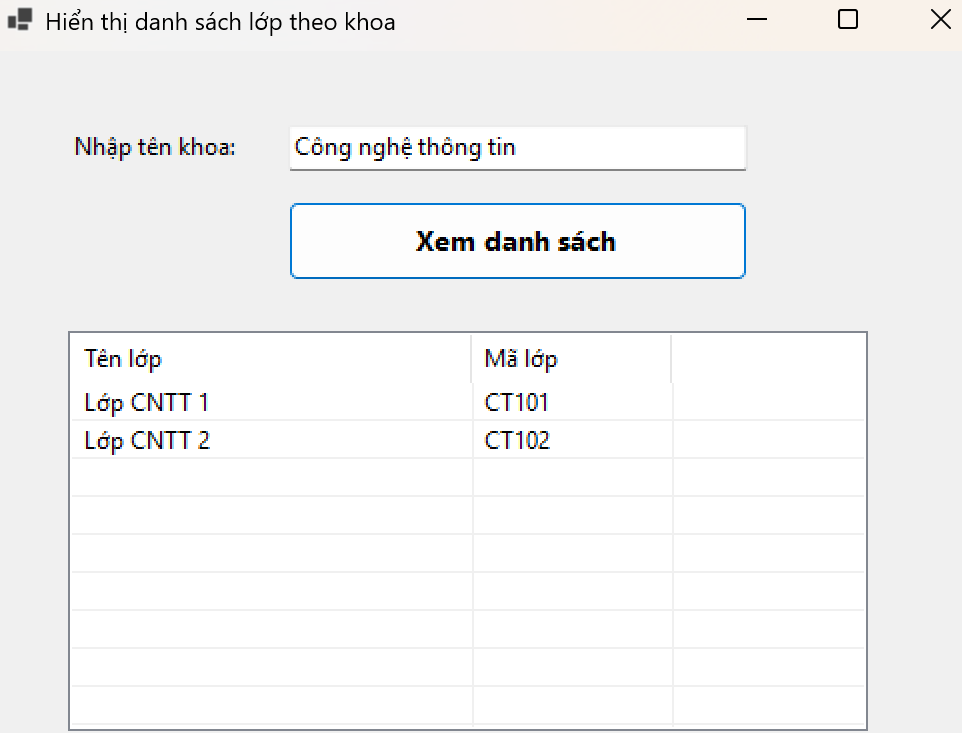 Hiển thị danh sách lớp theo khoa
Nhập tên khoa: Công nghệ thông tin
Xem danh sách
Tên lớp Mã lớp
Lớp CNTT 1 CT101
Lớp CNTT 2 CT102